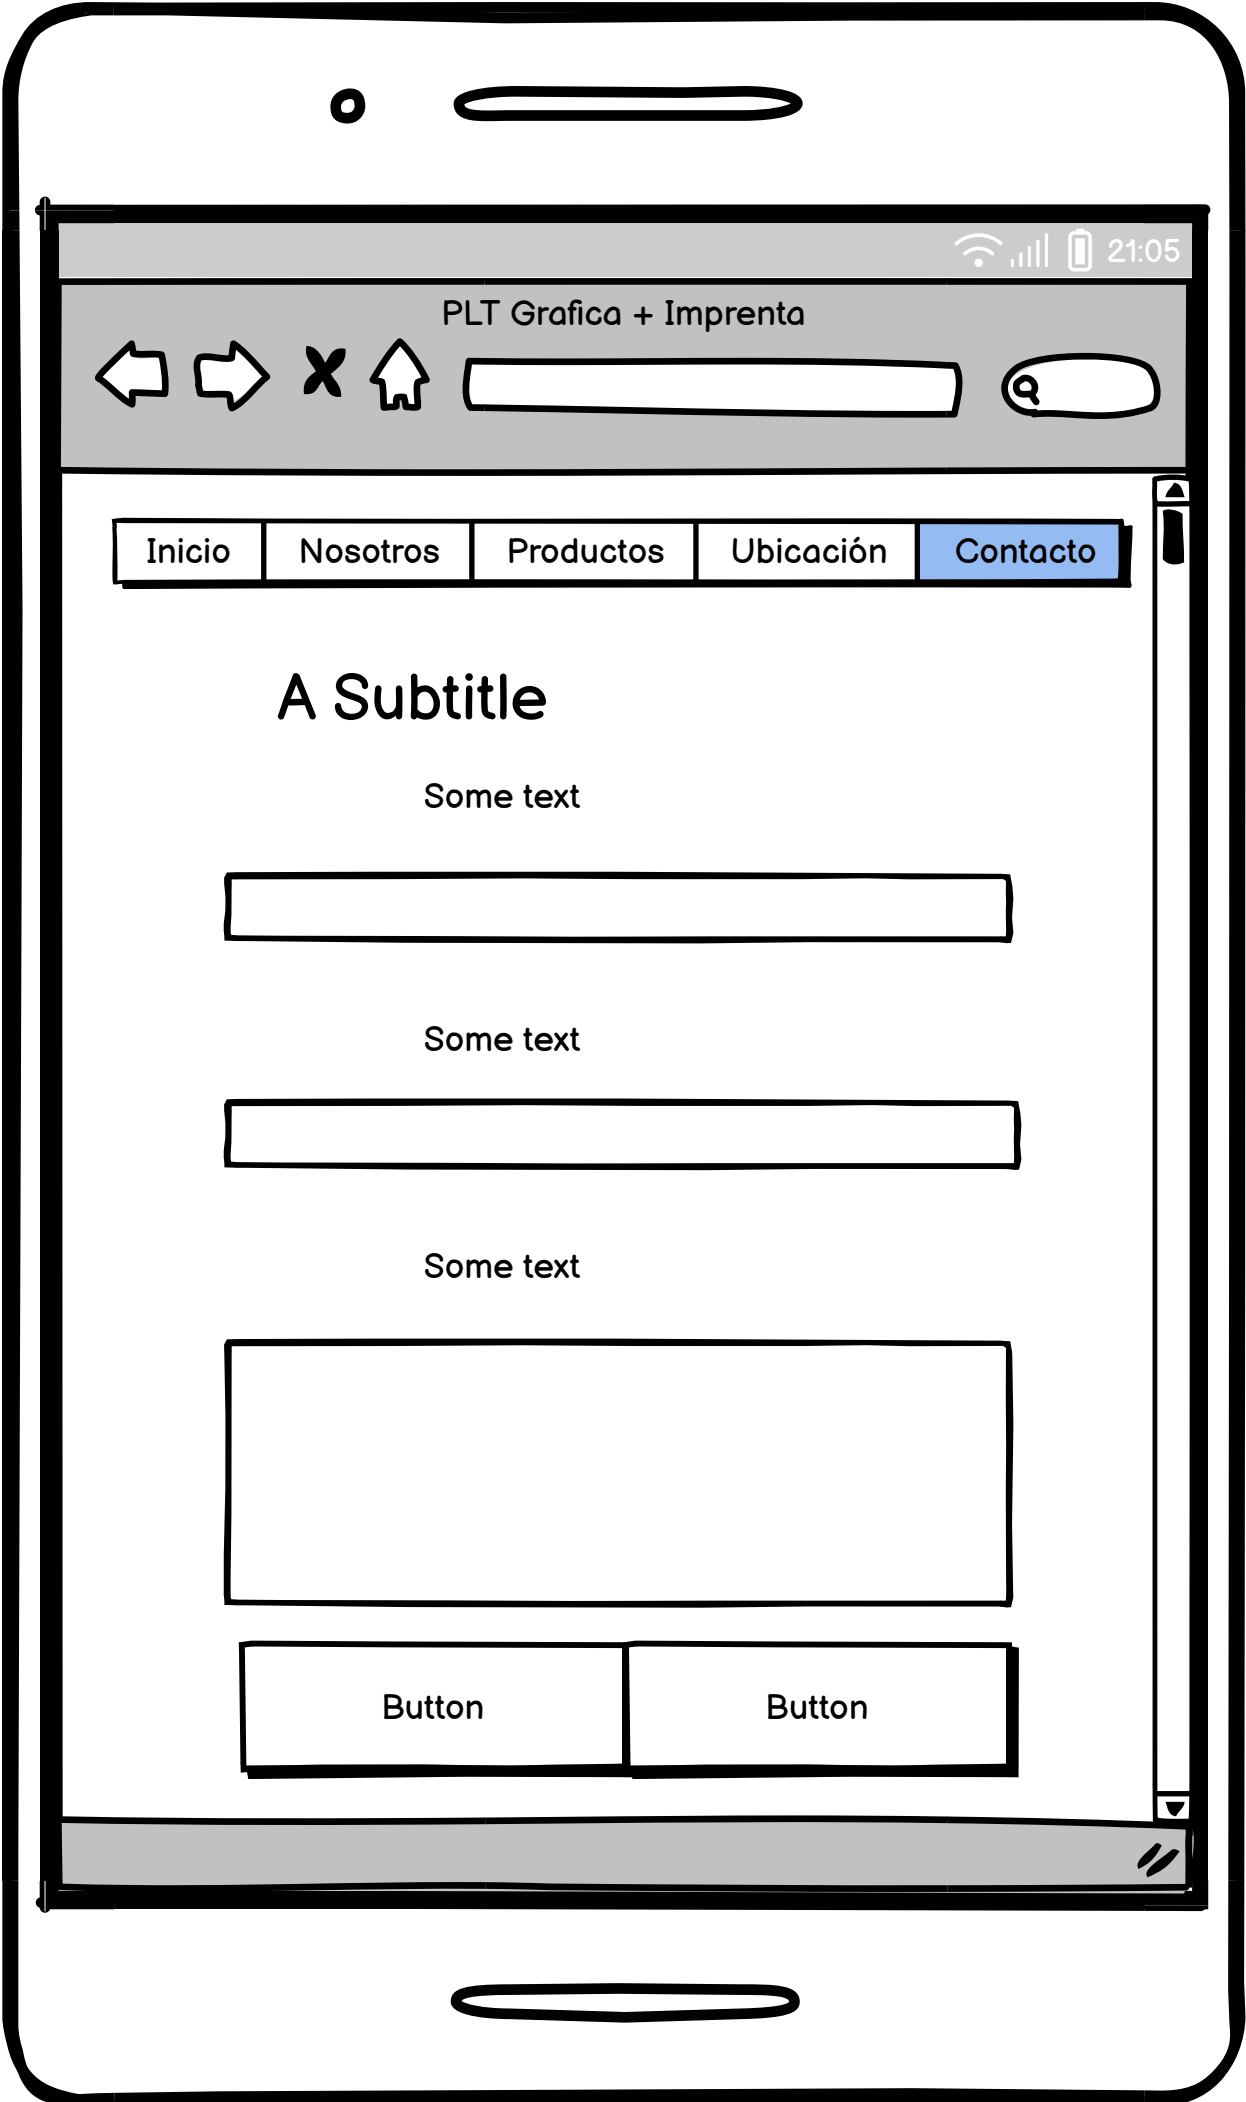 21:05
PLT Grafica + Imprenta
Inicio Nosotros Productos Ubicación Contacto
A Subtitle
Some text
Some text
Some text
Button Button